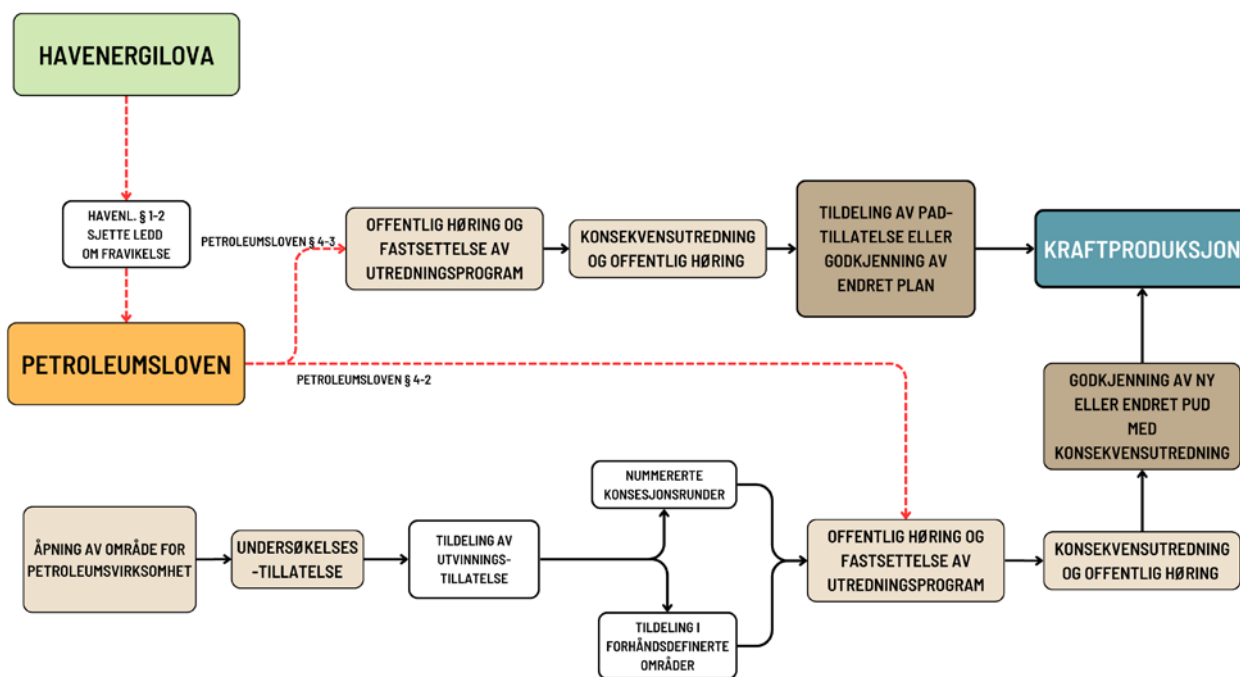 HAVENERGILOVA
HAVENL. § 1-2
SJETTE LEDD
OM FRAVIKELSE
PETROLEUMSLOVEN
PETROLEUMSLOVEN § 4-3
OFFENTLIG HØRING OG
FASTSETTELSE AV
UTREDNINGSPROGRAM
KONSEKVENSUTREDNING
OG OFFENTLIG HØRING
TILDELING AV PAD-
TILLATELSE ELLER
GODKJENNING AV
ENDRET PLAN
KRAFTPRODUKSJON
PETROLEUMSLOVEN § 4-2
GODKJENNING AV NY
ELLER ENDRET PUD
MED
KONSEKVENSUTREDNING
ÅPNING AV OMRÅDE FOR
PETROLEUMSVIRKSOMHET
UNDERSØKELSES
-TILLATELSE
TILDELING AV
UTVINNINGS-
TILLATELSE
NUMMERERTE
KONSESJONSRUNDER
TILDELING I
FORHÅNDSDEFINERTE
OMRÅDER
OFFENTLIG HØRING OG
FASTSETTELSE AV
UTREDNINGSPROGRAM
KONSEKVENSUTREDNING
OG OFFENTLIG HØRING